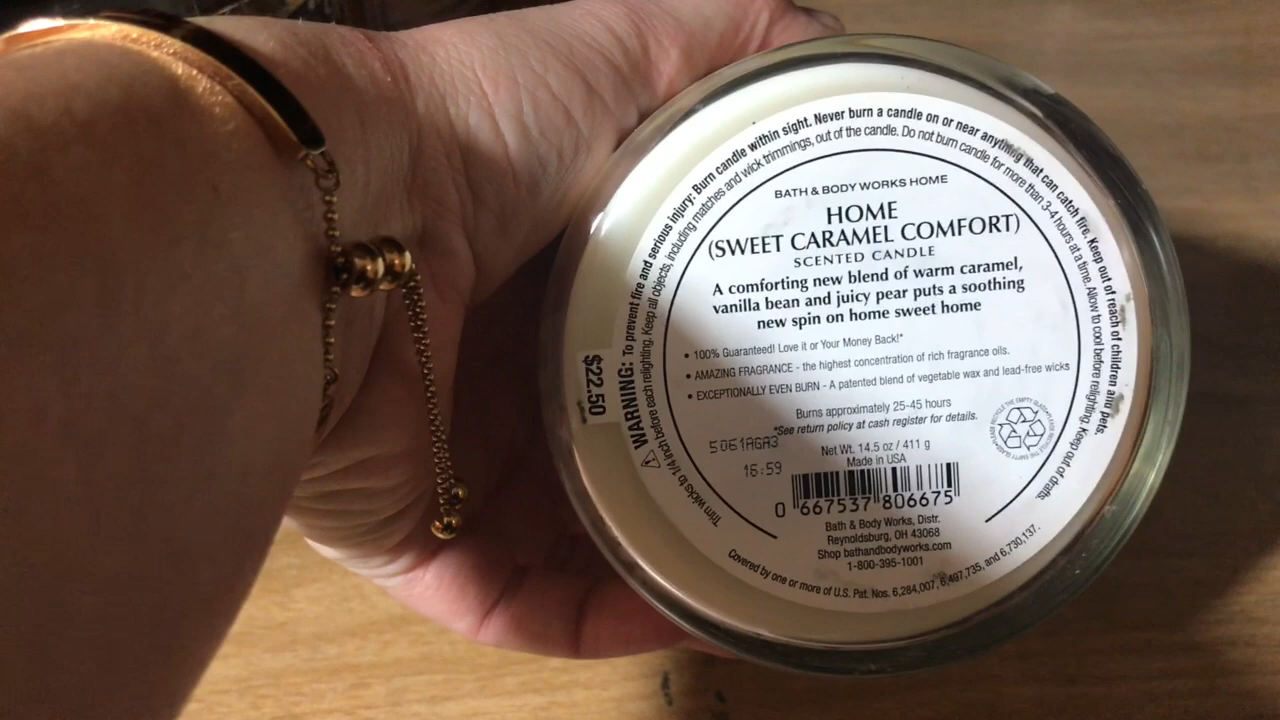 WARNING: To prevent fire and serious injury: Burn candle within sight. Never burn a candle on or near anything that can catch fire. Keep out of reach of children and pets.
Trim wicks to 1/4 inch before each relighting. Keep all objects, including matches and wick trimmings, out of the candle. Do not burn candle for more than 3-4 hours at a time. Allow to cool before relighting. Keep out of drafts.
BATH & BODY WORKS HOME
HOME
(SWEET CARAMEL COMFORT)
SCENTED CANDLE
A comforting new blend of warm caramel,
vanilla bean and juicy pear puts a soothing
new spin on home sweet home
• 100% Guaranteed! Love it or Your Money Back!*
• AMAZING FRAGRANCE - the highest concentration of rich fragrance oils.
• EXCEPTIONALLY EVEN BURN - A patented blend of vegetable wax and lead-free wicks
Burns approximately 25-45 hours
*See return policy at cash register for details.
$22.50
5061AGA3
16:59
Net Wt. 14.5 oz / 411 g
Made in USA
PLEASE RECYCLE THE EMPTY GLASS
0 667537 806675
Bath & Body Works, Distr.
Reynoldsburg, OH 43068
Shop bathandbodyworks.com
1-800-395-1001
Covered by one or more of U.S. Pat. Nos. 6,284,007, 6,497,735, and 6,730,137.